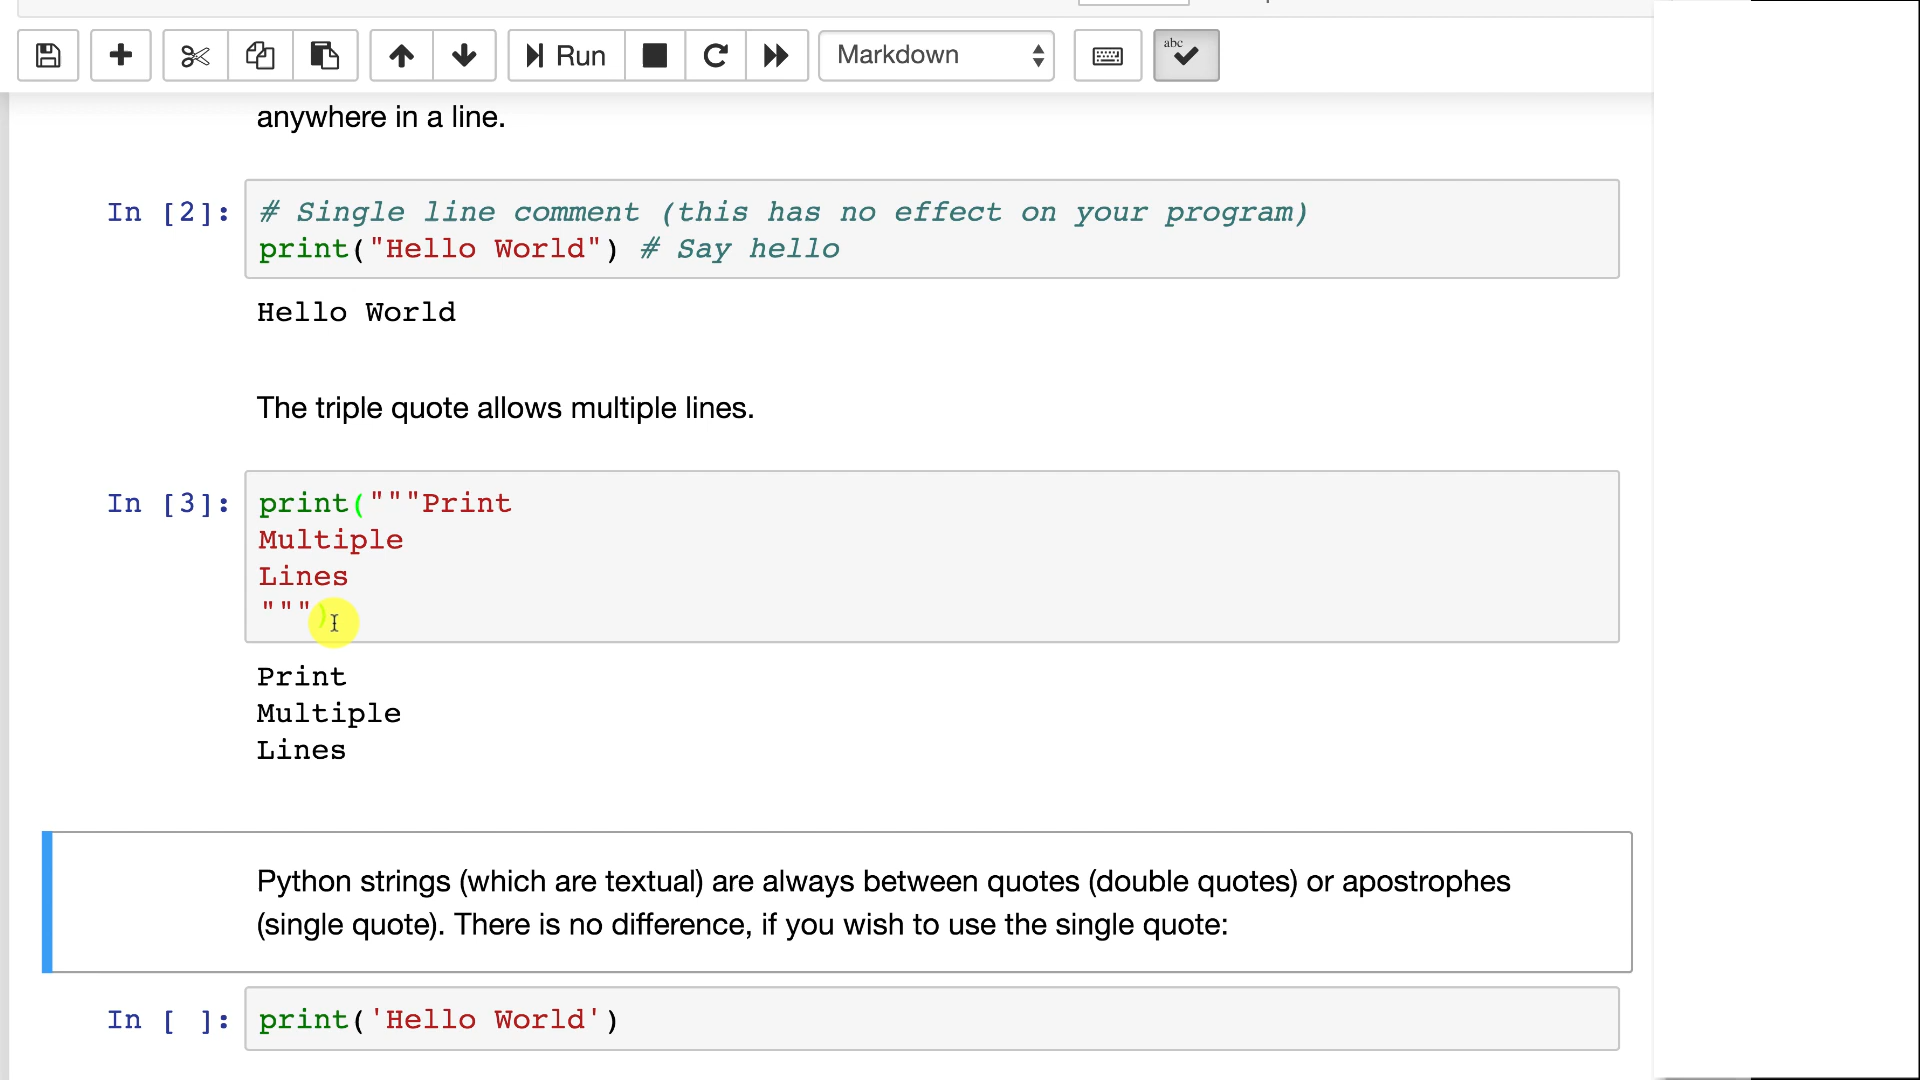 Run
Markdown
abc
anywhere in a line.
In [2]:
# Single line comment (this has no effect on your program)
print("Hello World") # Say hello
Hello World
The triple quote allows multiple lines.
In [3]:
print("""Print
Multiple
Lines
""")
Print
Multiple
Lines
Python strings (which are textual) are always between quotes (double quotes) or apostrophes
(single quote). There is no difference, if you wish to use the single quote:
In [ ]:
print('Hello World')